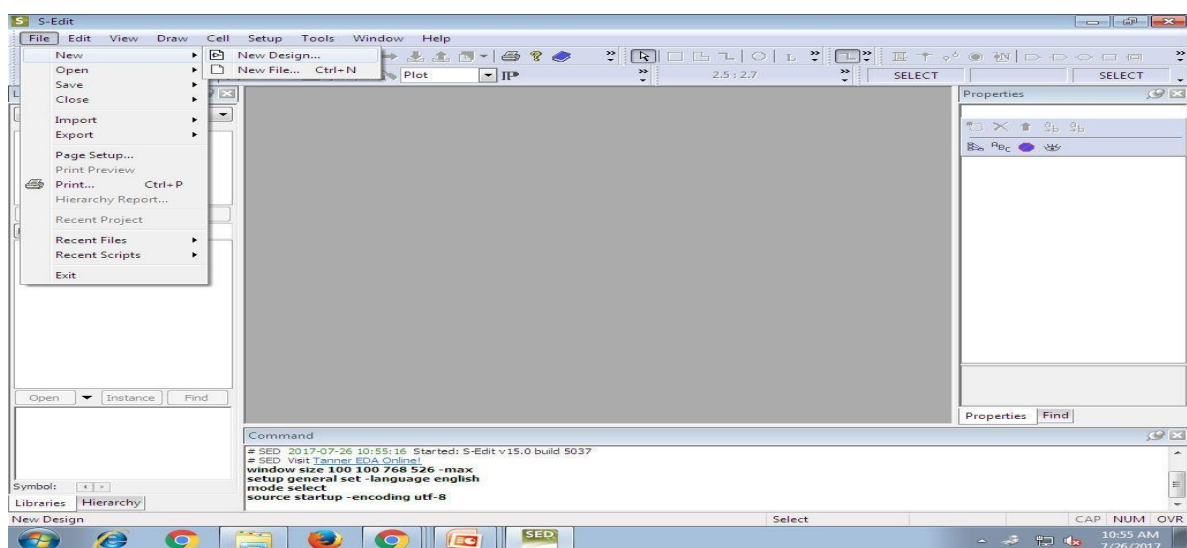 S-Edit
File Edit View Draw Cell Setup Tools Window Help
New
New Design...
Open
New File... Ctrl+N
Plot
2.5 : 2.7
SELECT
SELECT
Save
Close
Properties
Import
Export
Page Setup...
Print Preview
Print... Ctrl+P
Hierarchy Report...
Recent Project
Recent Files
Recent Scripts
Exit
Open Instance Find
Properties Find
Command
# SED 2017-07-26 10:55:16 Started: S-Edit v15.0 build 5037
# SED Visit Tanner EDA Online!
window size 100 100 768 526 -max
setup general set -language english
mode select
source startup -encoding utf-8
Symbol:
Libraries Hierarchy
New Design Select CAP NUM OVR
SED
10:55 AM
7/26/2017